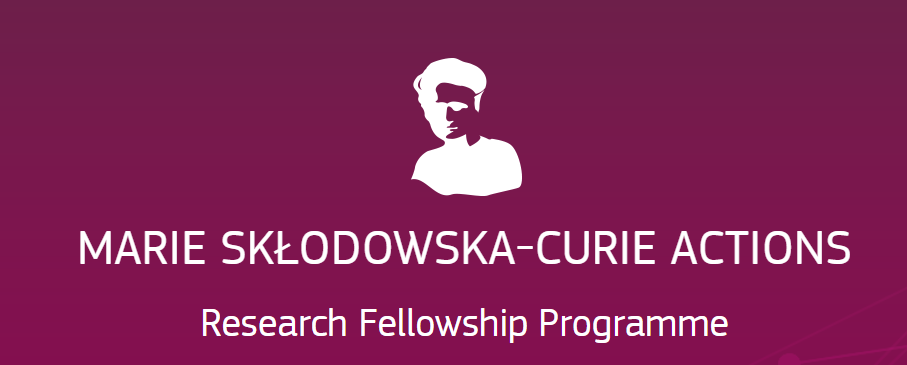 MARIE SKŁODOWSKA-CURIE ACTIONS
Research Fellowship Programme